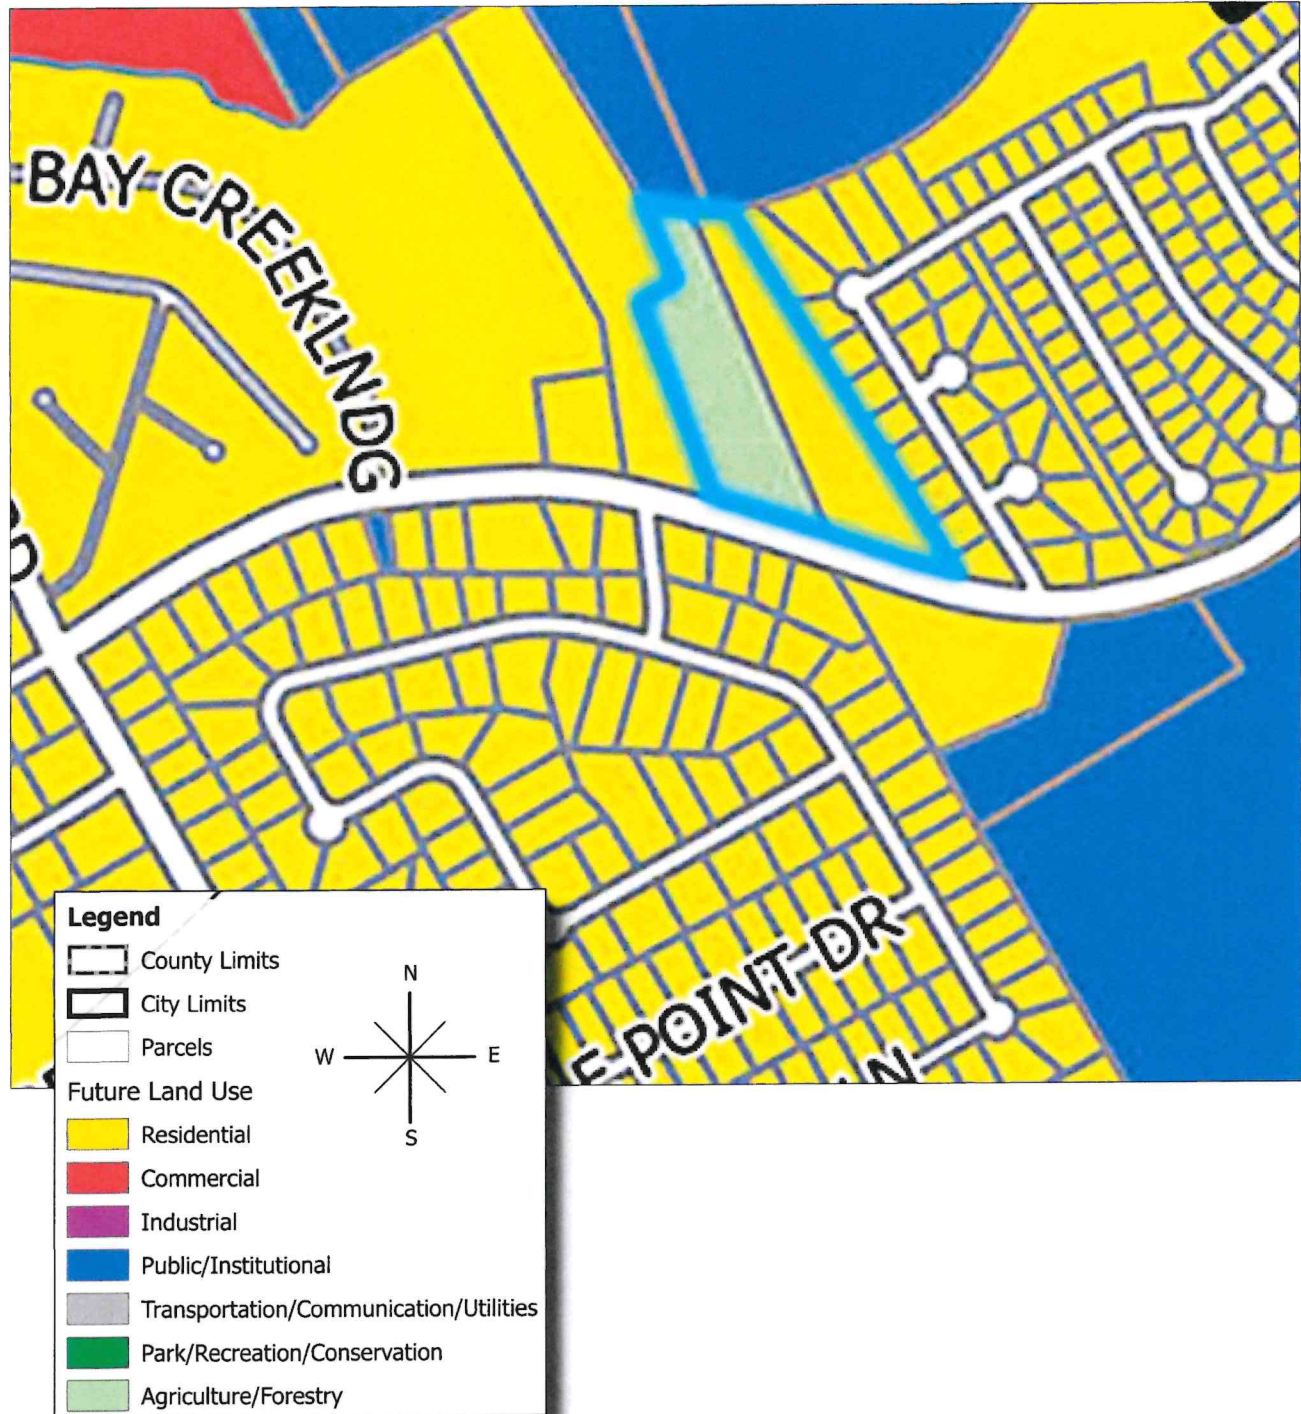 BAY CREEK LNDG
POINT DR
Legend
County Limits
City Limits
Parcels
Future Land Use
Residential
Commercial
Industrial
Public/Institutional
Transportation/Communication/Utilities
Park/Recreation/Conservation
Agriculture/Forestry
N
W
E
S